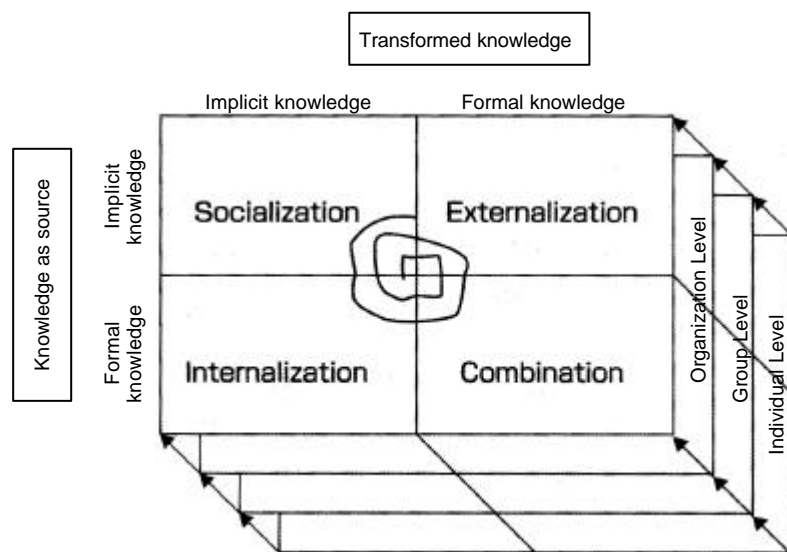 Transformed knowledge
Implicit knowledge
Formal knowledge
Knowledge as source
Implicit
knowledge
Formal
knowledge
Socialization
Externalization
Internalization
Combination
Organization Level
Group Level
Individual Level